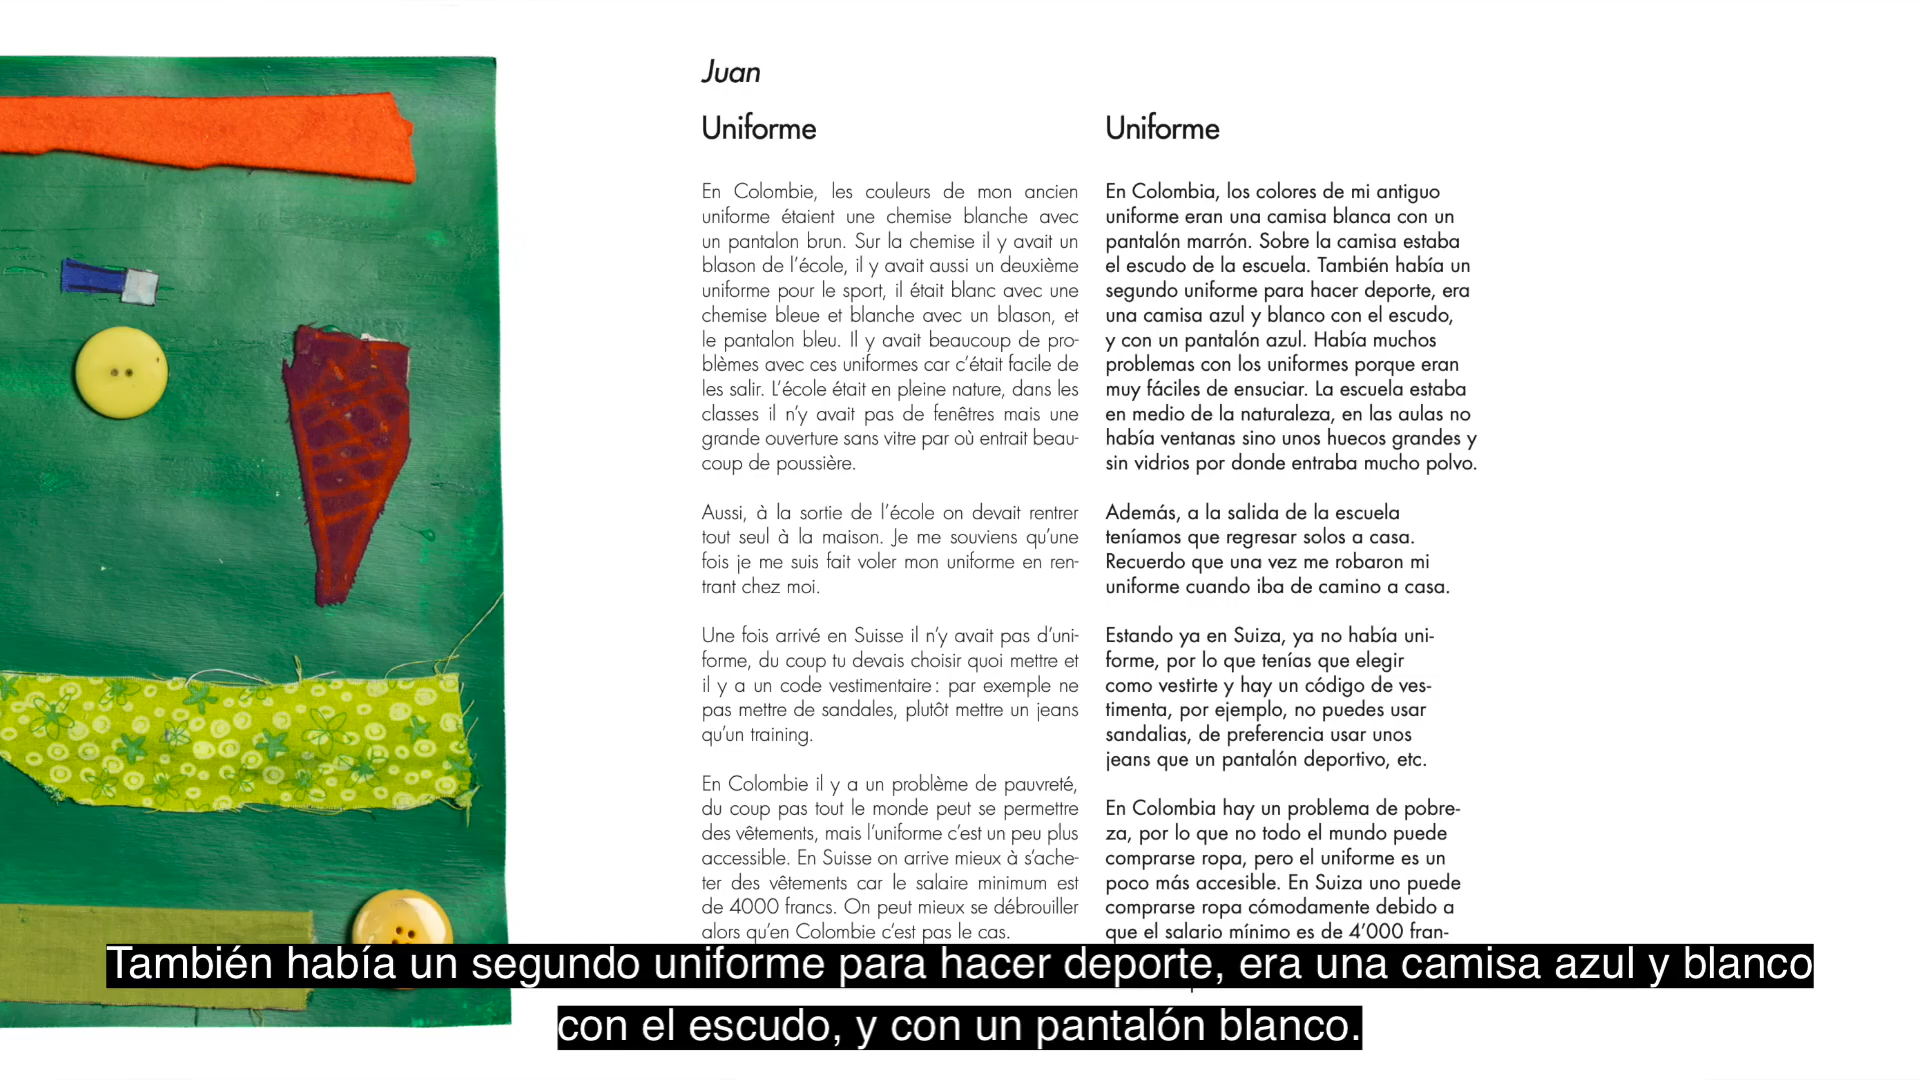 Juan
Uniforme
En Colombie, les couleurs de mon ancien
uniforme étaient une chemise blanche avec
un pantalon brun. Sur la chemise il y avait un
blason de l'école, il y avait aussi un deuxième
uniforme pour le sport, il était blanc avec une
chemise bleue et blanche avec un blason, et
le pantalon bleu. Il y avait beaucoup de pro-
blèmes avec ces uniformes car c'était facile de
les salir. L'école était en pleine nature, dans les
classes il n'y avait pas de fenêtres mais une
grande ouverture sans vitre par où entrait beau-
coup de poussière.
Aussi, à la sortie de l'école on devait rentrer
tout seul à la maison. Je me souviens qu'une
fois je me suis fait voler mon uniforme en ren-
trant chez moi.
Une fois arrivé en Suisse il n'y avait pas d'uni-
forme, du coup tu devais choisir quoi mettre et
il y a un code vestimentaire : par exemple ne
pas mettre de sandales, plutôt mettre un jeans
qu'un training.
En Colombie il y a un problème de pauvreté,
du coup pas tout le monde peut se permettre
des vêtements, mais l'uniforme c'est un peu plus
accessible. En Suisse on arrive mieux à s'ache-
ter des vêtements car le salaire minimum est
de 4000 francs. On peut mieux se débrouiller
alors qu'en Colombie c'est pas le cas.
Uniforme
En Colombia, los colores de mi antiguo
uniforme eran una camisa blanca con un
pantalón marrón. Sobre la camisa estaba
el escudo de la escuela. También había un
segundo uniforme para hacer deporte, era
una camisa azul y blanco con el escudo,
y con un pantalón azul. Había muchos
problemas con los uniformes porque eran
muy fáciles de ensuciar. La escuela estaba
en medio de la naturaleza, en las aulas no
había ventanas sino unos huecos grandes y
sin vidrios por donde entraba mucho polvo.
Además, a la salida de la escuela
teníamos que regresar solos a casa.
Recuerdo que una vez me robaron mi
uniforme cuando iba de camino a casa.
Estando ya en Suiza, ya no había uni-
forme, por lo que tenías que elegir
como vestirte y hay un código de ves-
timenta, por ejemplo, no puedes usar
sandalias, de preferencia usar unos
jeans que un pantalón deportivo, etc.
En Colombia hay un problema de pobre-
za, por lo que no todo el mundo puede
comprarse ropa, pero el uniforme es un
poco más accesible. En Suiza uno puede
comprarse ropa cómodamente debido a
que el salario mínimo es de 4'000 fran-
También había un segundo uniforme para hacer deporte, era una camisa azul y blanco
con el escudo, y con un pantalón blanco.